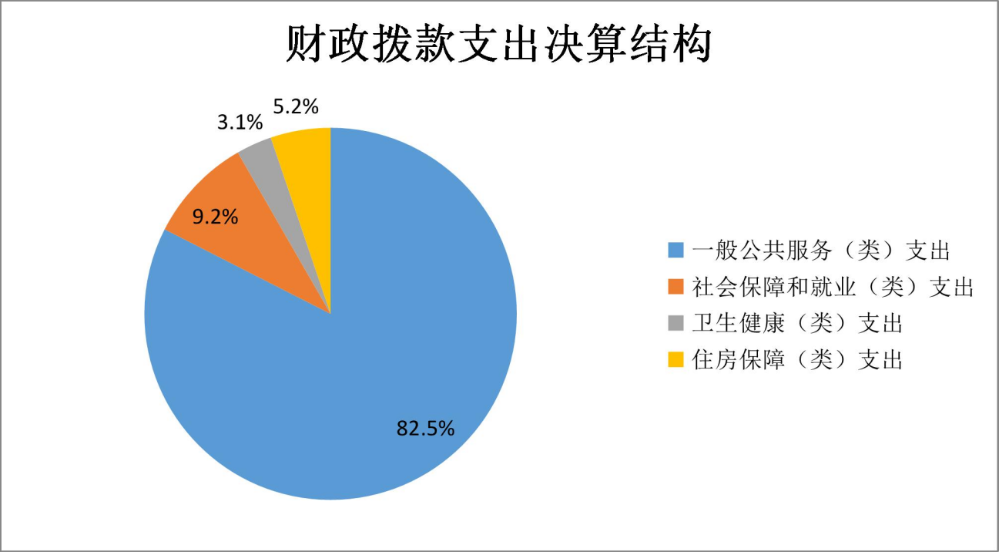 财政拨款支出决算结构
5.2%
3.1%
9.2%
82.5%
一般公共服务（类）支出
社会保障和就业（类）支出
卫生健康（类）支出
住房保障（类）支出